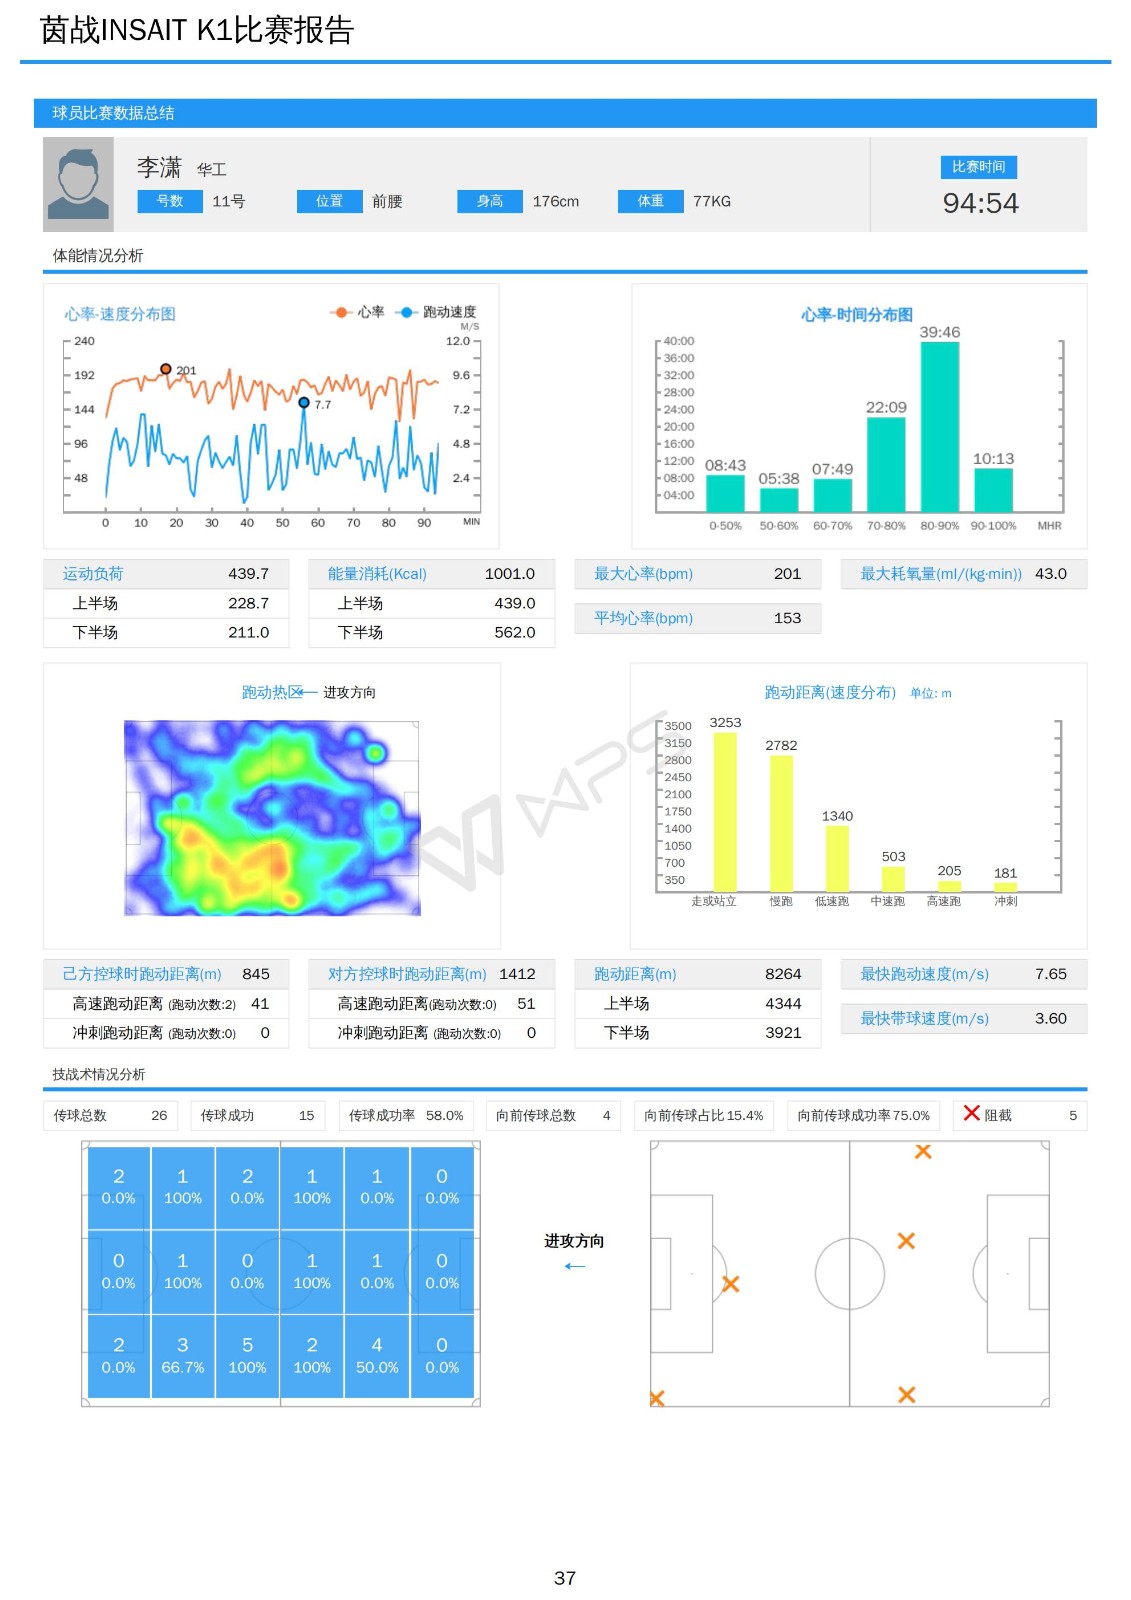 茵战INSAIT K1比赛报告
球员比赛数据总结
李潇 华工
号数 11号 位置 前腰 身高 176cm 体重 77KG
比赛时间
94:54
体能情况分析
心率-速度分布图 心率 跑动速度
M/S
240 12.0
192 9.6
144 7.2
96 4.8
48 2.4
201
7.7
0 10 20 30 40 50 60 70 80 90 MIN
心率-时间分布图
40:00
36:00
32:00
28:00
24:00
20:00
16:00
12:00
08:00
04:00
08:43 05:38 07:49 22:09 39:46 10:13
0-50% 50-60% 60-70% 70-80% 80-90% 90-100% MHR
运动负荷 439.7
上半场 228.7
下半场 211.0
能量消耗(Kcal) 1001.0
上半场 439.0
下半场 562.0
最大心率(bpm) 201
平均心率(bpm) 153
最大耗氧量(ml/(kg·min)) 43.0
跑动热区 ← 进攻方向
跑动距离(速度分布) 单位: m
3500
3150
2800
2450
2100
1750
1400
1050
700
350
3253 2782 1340 503 205 181
走或站立 慢跑 低速跑 中速跑 高速跑 冲刺
WPS
己方控球时跑动距离(m) 845
高速跑动距离 (跑动次数:2) 41
冲刺跑动距离 (跑动次数:0) 0
对方控球时跑动距离(m) 1412
高速跑动距离(跑动次数:0) 51
冲刺跑动距离 (跑动次数:0) 0
跑动距离(m) 8264
上半场 4344
下半场 3921
最快跑动速度(m/s) 7.65
最快带球速度(m/s) 3.60
技战术情况分析
传球总数 26 传球成功 15 传球成功率 58.0% 向前传球总数 4 向前传球占比 15.4% 向前传球成功率 75.0% 阻截 5
2 1 2 1 1 0
0.0% 100% 0.0% 100% 0.0% 0.0%
0 1 0 1 1 0
0.0% 100% 0.0% 100% 0.0% 0.0%
2 3 5 2 4 0
0.0% 66.7% 100% 100% 50.0% 0.0%
进攻方向
←
37